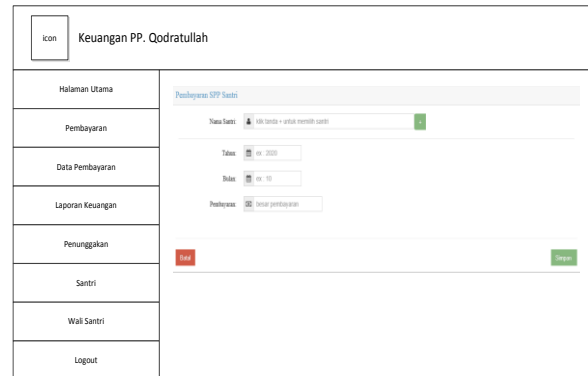 icon
Keuangan PP. Qodratullah
Halaman Utama
Pembayaran
Data Pembayaran
Laporan Keuangan
Penunggakan
Santri
Wali Santri
Logout
Pembayaran SPP Santri
Nama Santri: klik tanda + untuk memilih santri +
Tahun: ex : 2020
Bulan: ex : 10
Pembayaran: besar pembayaran
Batal
Simpan